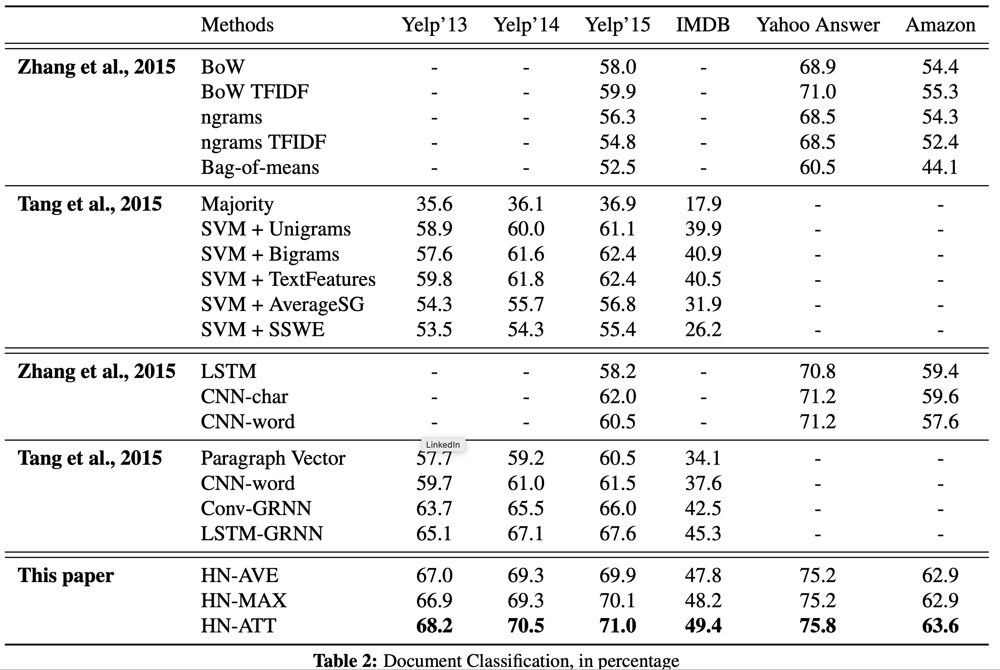 Methods Yelp’13 Yelp’14 Yelp’15 IMDB Yahoo Answer Amazon
Zhang et al., 2015 BoW - - 58.0 - 68.9 54.4
BoW TFIDF - - 59.9 - 71.0 55.3
ngrams - - 56.3 - 68.5 54.3
ngrams TFIDF - - 54.8 - 68.5 52.4
Bag-of-means - - 52.5 - 60.5 44.1
Tang et al., 2015 Majority 35.6 36.1 36.9 17.9 - -
SVM + Unigrams 58.9 60.0 61.1 39.9 - -
SVM + Bigrams 57.6 61.6 62.4 40.9 - -
SVM + TextFeatures 59.8 61.8 62.4 40.5 - -
SVM + AverageSG 54.3 55.7 56.8 31.9 - -
SVM + SSWE 53.5 54.3 55.4 26.2 - -
Zhang et al., 2015 LSTM - - 58.2 - 70.8 59.4
CNN-char - - 62.0 - 71.2 59.6
CNN-word - - 60.5 - 71.2 57.6
LinkedIn
Tang et al., 2015 Paragraph Vector 57.7 59.2 60.5 34.1 - -
CNN-word 59.7 61.0 61.5 37.6 - -
Conv-GRNN 63.7 65.5 66.0 42.5 - -
LSTM-GRNN 65.1 67.1 67.6 45.3 - -
This paper HN-AVE 67.0 69.3 69.9 47.8 75.2 62.9
HN-MAX 66.9 69.3 70.1 48.2 75.2 62.9
HN-ATT 68.2 70.5 71.0 49.4 75.8 63.6
Table 2: Document Classification, in percentage